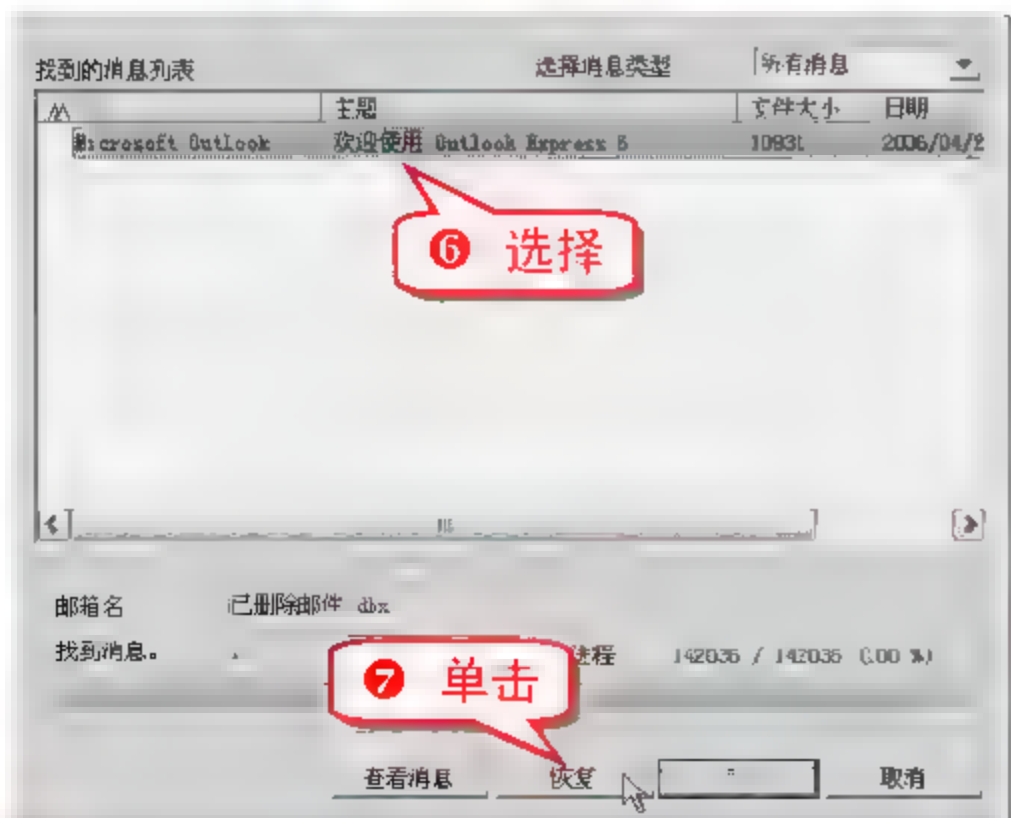 找到的消息列表 选择消息类型 所有消息
从 主题 文件大小 日期
Microsoft Outlook 欢迎使用 Outlook Express 6 2006/04/2
❻ 选择
邮箱名 已删除邮件 dbx
找到消息。 进程 142036 / 142036 (100 %)
❼ 单击
查看消息 恢复 取消